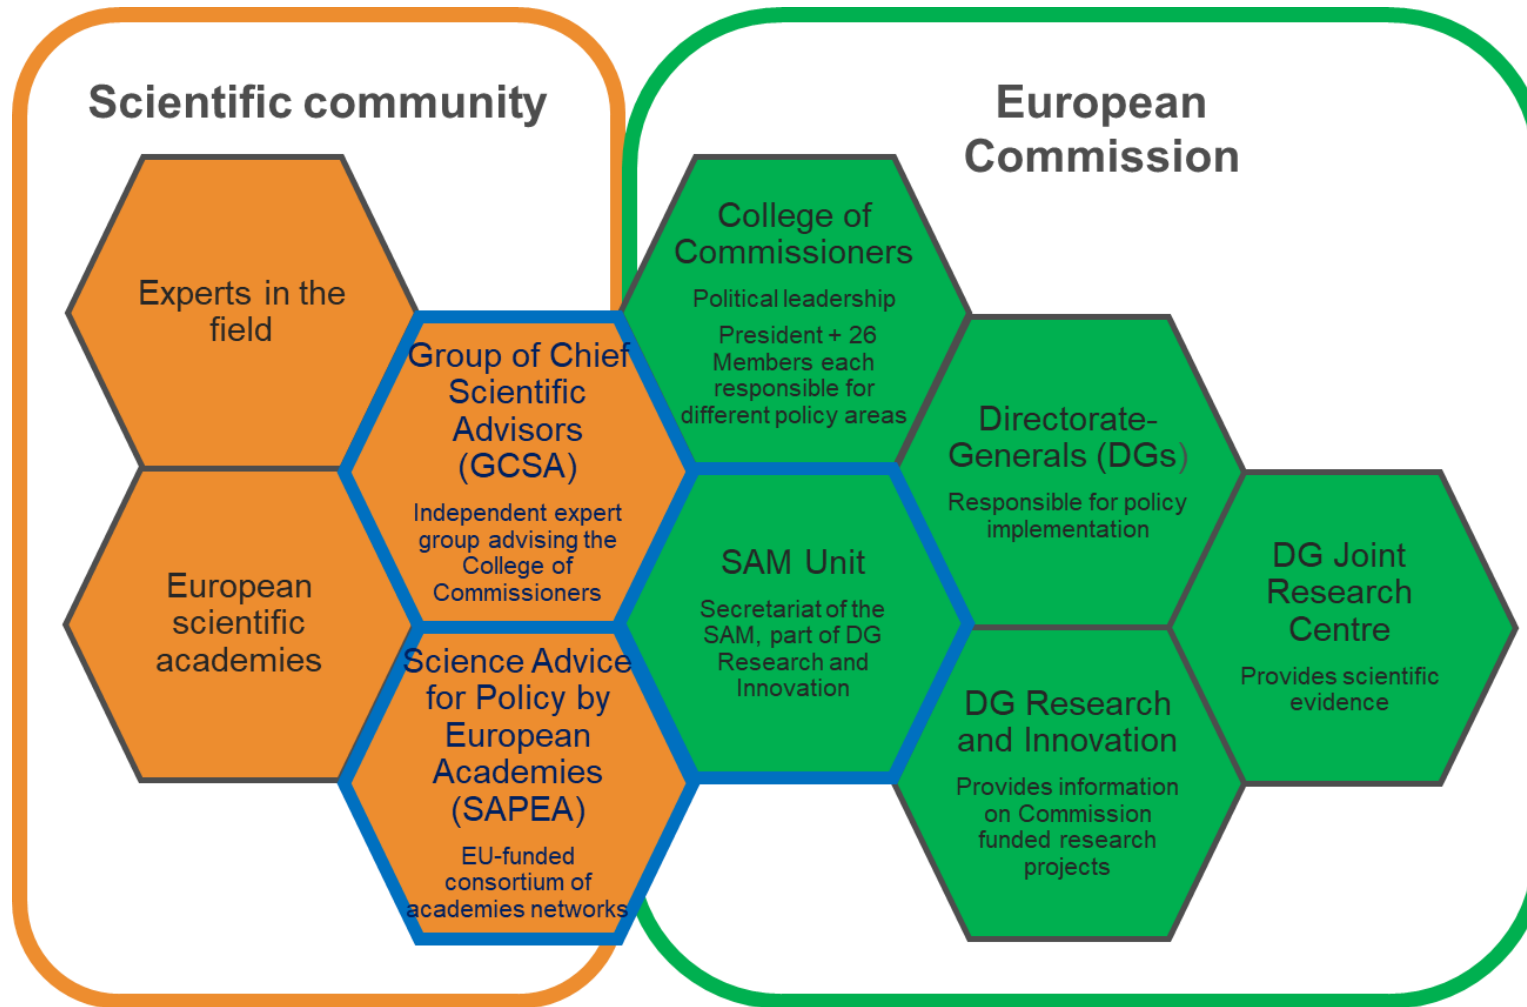 Scientific community
Experts in the
field
European
scientific
academies
Group of Chief
Scientific
Advisors
(GCSA)
Independent expert
group advising the
College of
Commissioners
Science Advice
for Policy by
European
Academies
(SAPEA)
EU-funded
consortium of
academies networks
European
Commission
College of
Commissioners
Political leadership
President + 26
Members each
responsible for
different policy areas
SAM Unit
Secretariat of the
SAM, part of DG
Research and
Innovation
Directorate-
Generals (DGs)
Responsible for policy
implementation
DG Research
and Innovation
Provides information
on Commission
funded research
projects
DG Joint
Research
Centre
Provides scientific
evidence